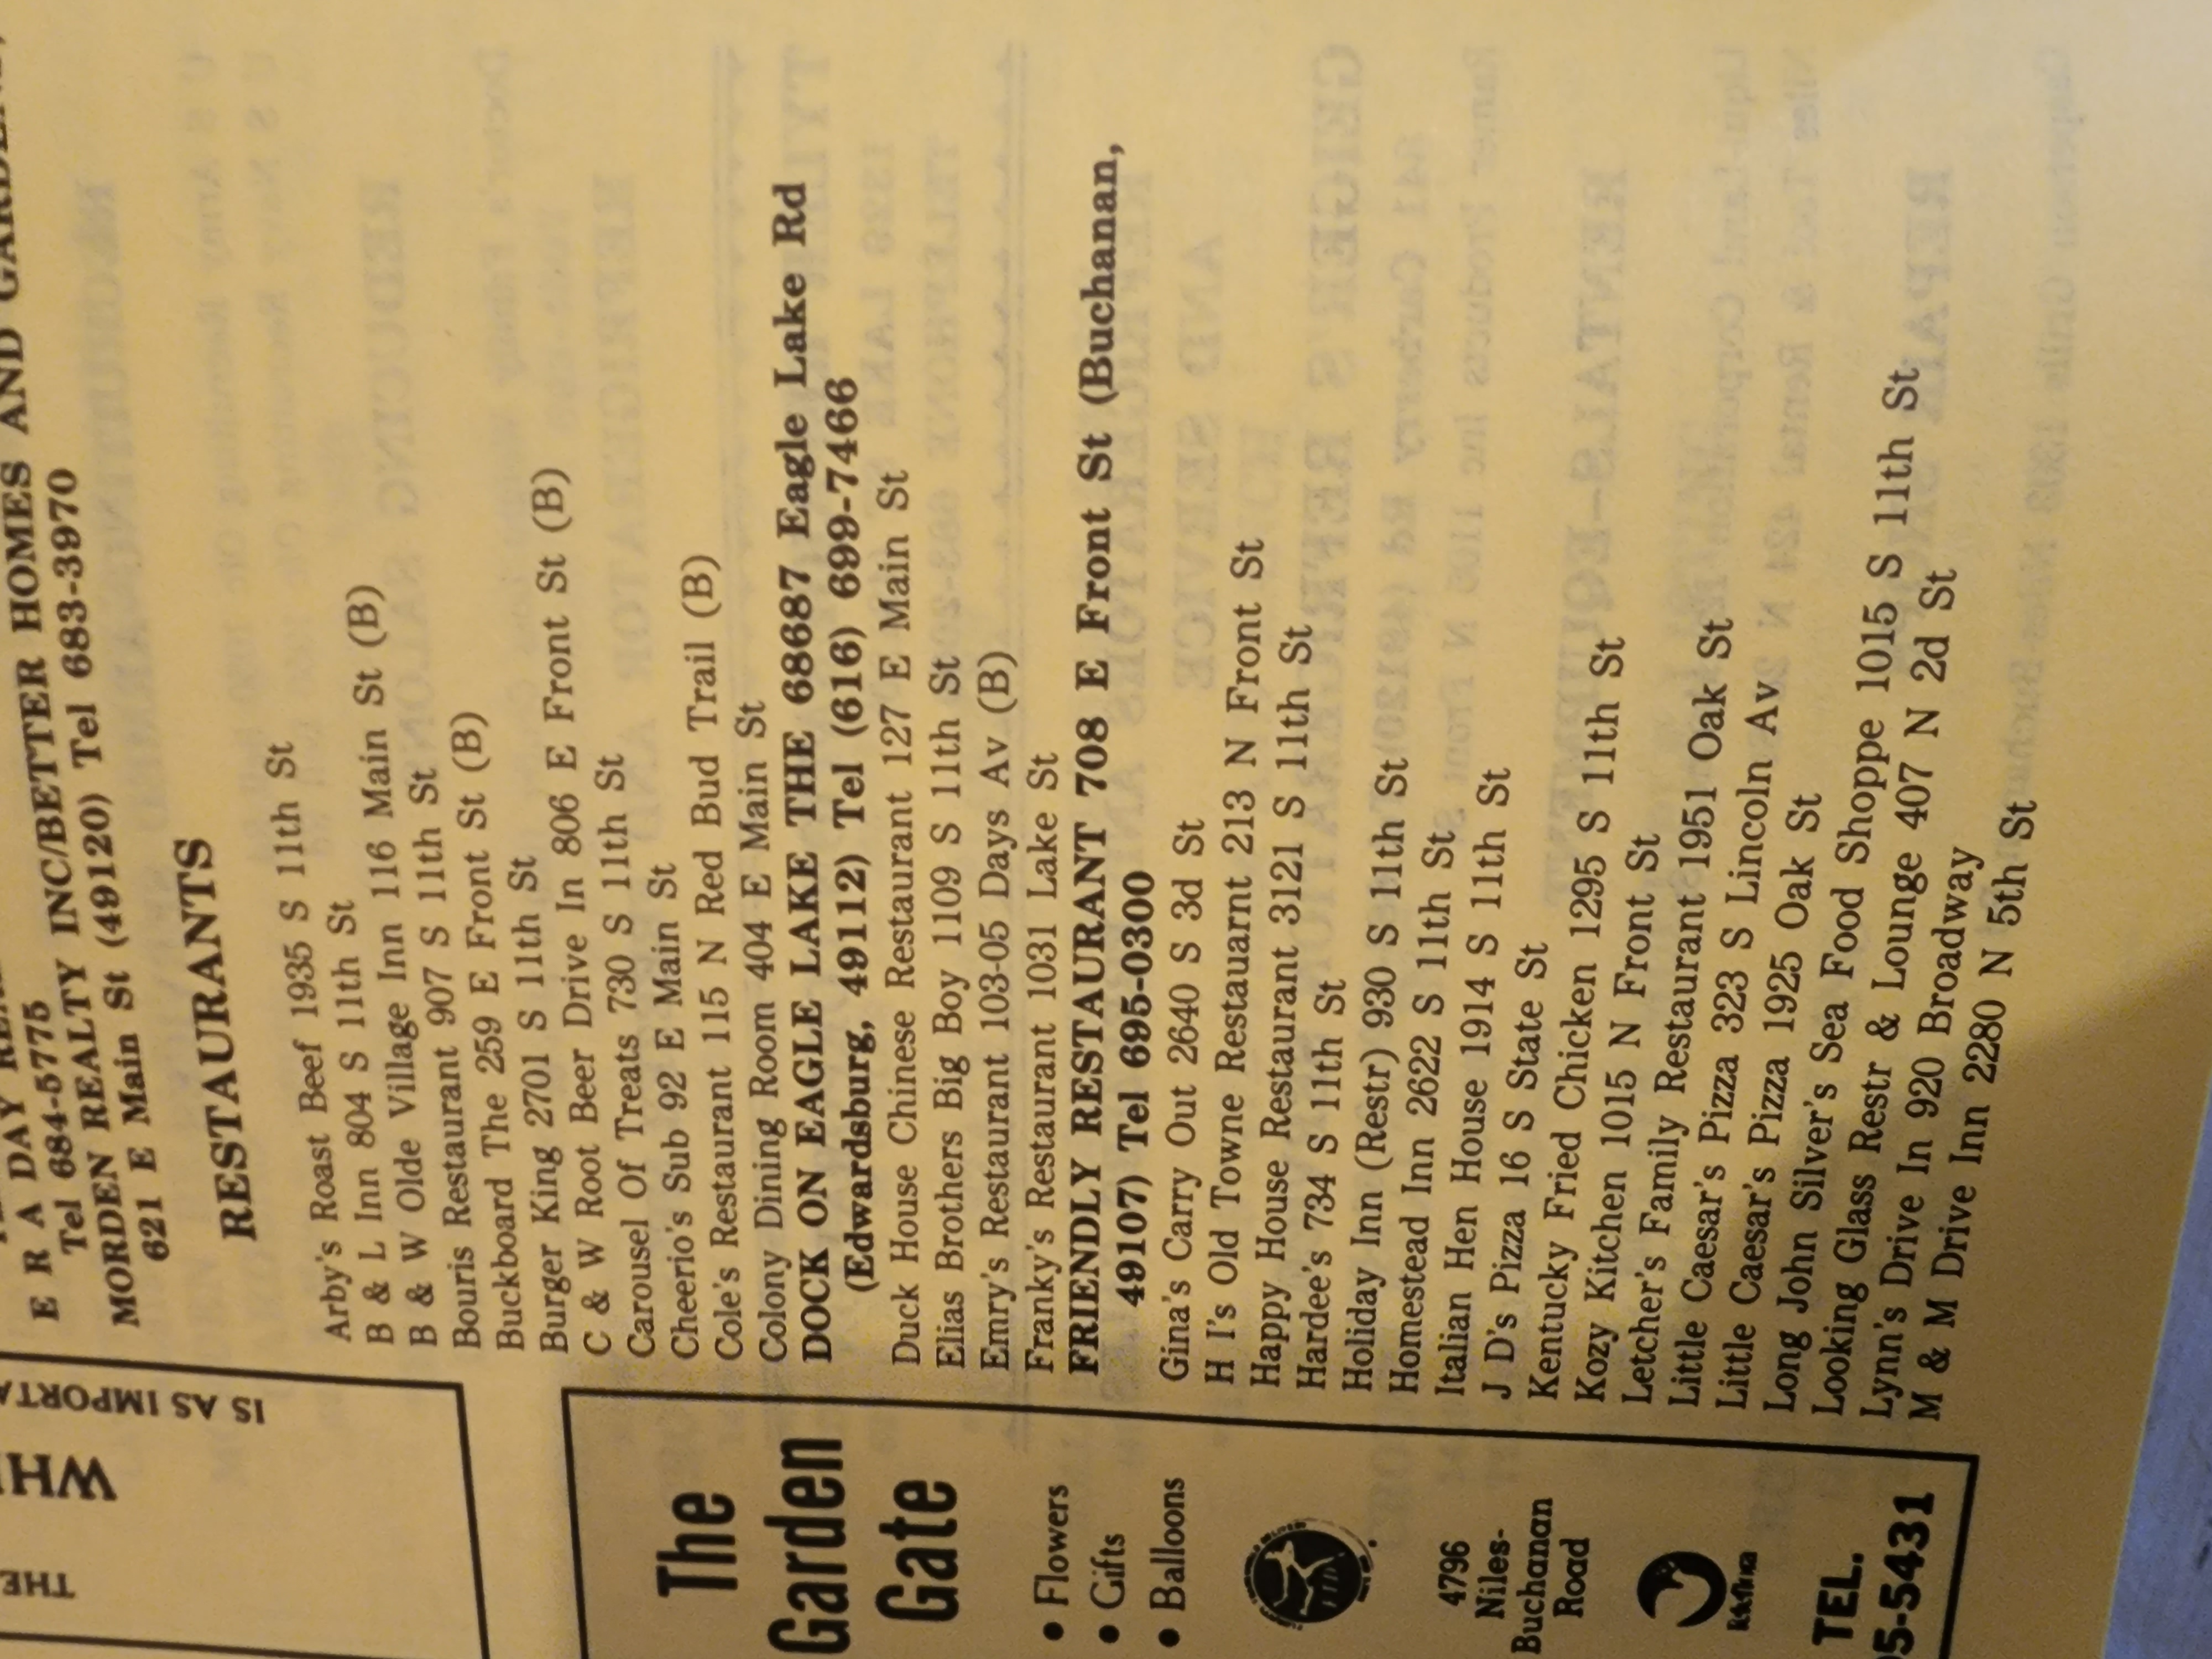 AND GARDENS,
E R A DAY
Tel 684-5775
MORDEN REALTY INC/BETTER HOMES
621 E Main St (49120) Tel 683-3970
RESTAURANTS
Arby's Roast Beef 1935 S 11th St
B & L Inn 804 S 11th St
B & W Olde Village Inn 116 Main St (B)
Bouris Restaurant 907 S 11th St
Buckboard The 259 E Front St (B)
Burger King 2701 S 11th St
C & W Root Beer Drive In 806 E Front St (B)
Carousel Of Treats 730 S 11th St
Cheerio's Sub 92 E Main St
Cole's Restaurant 115 N Red Bud Trail (B)
Colony Dining Room 404 E Main St
DOCK ON EAGLE LAKE THE 68687 Eagle Lake Rd
(Edwardsburg, 49112) Tel (616) 699-7466
Duck House Chinese Restaurant 127 E Main St
Elias Brothers Big Boy 1109 S 11th St
Emry's Restaurant 103-05 Days Av (B)
Franky's Restaurant 1031 Lake St
FRIENDLY RESTAURANT 708 E Front St (Buchanan,
49107) Tel 695-0300
Gina's Carry Out 2640 S 3d St
H I's Old Towne Restauarnt 213 N Front St
Happy House Restaurant 3121 S 11th St
Hardee's 734 S 11th St
Holiday Inn (Restr) 930 S 11th St
Homestead Inn 2622 S 11th St
Italian Hen House 1914 S 11th St
J D's Pizza 16 S State St
Kentucky Fried Chicken 1295 S 11th St
Kozy Kitchen 1015 N Front St
Letcher's Family Restaurant 1951 Oak St
Little Caesar's Pizza 323 S Lincoln Av
Little Caesar's Pizza 1925 Oak St
Long John Silver's Sea Food Shoppe 1015 S 11th St
Looking Glass Restr & Lounge 407 N 2d St
Lynn's Drive In 920 Broadway
M & M Drive Inn 2280 N 5th St
THE
IS AS
The
Garden
Gate
• Flowers
• Gifts
• Balloons
4796
Niles-
Buchanan
Road
TEL.
5-5431